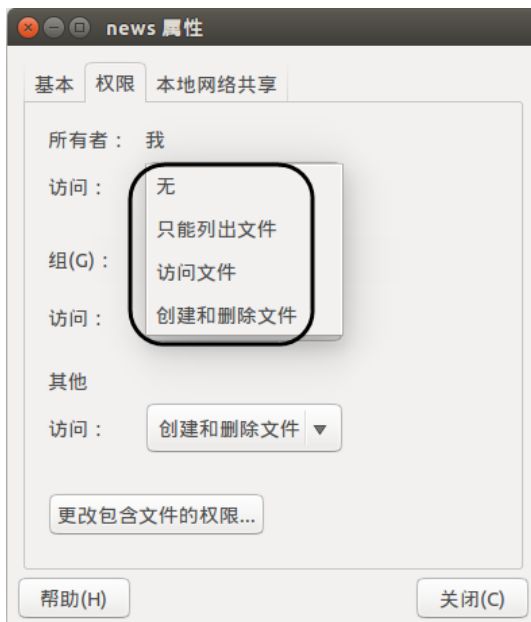 news 属性
基本 权限 本地网络共享
所有者： 我
访问： 无
只能列出文件
组(G)： 访问文件
访问： 创建和删除文件
其他
访问： 创建和删除文件
更改包含文件的权限...
帮助(H) 关闭(C)